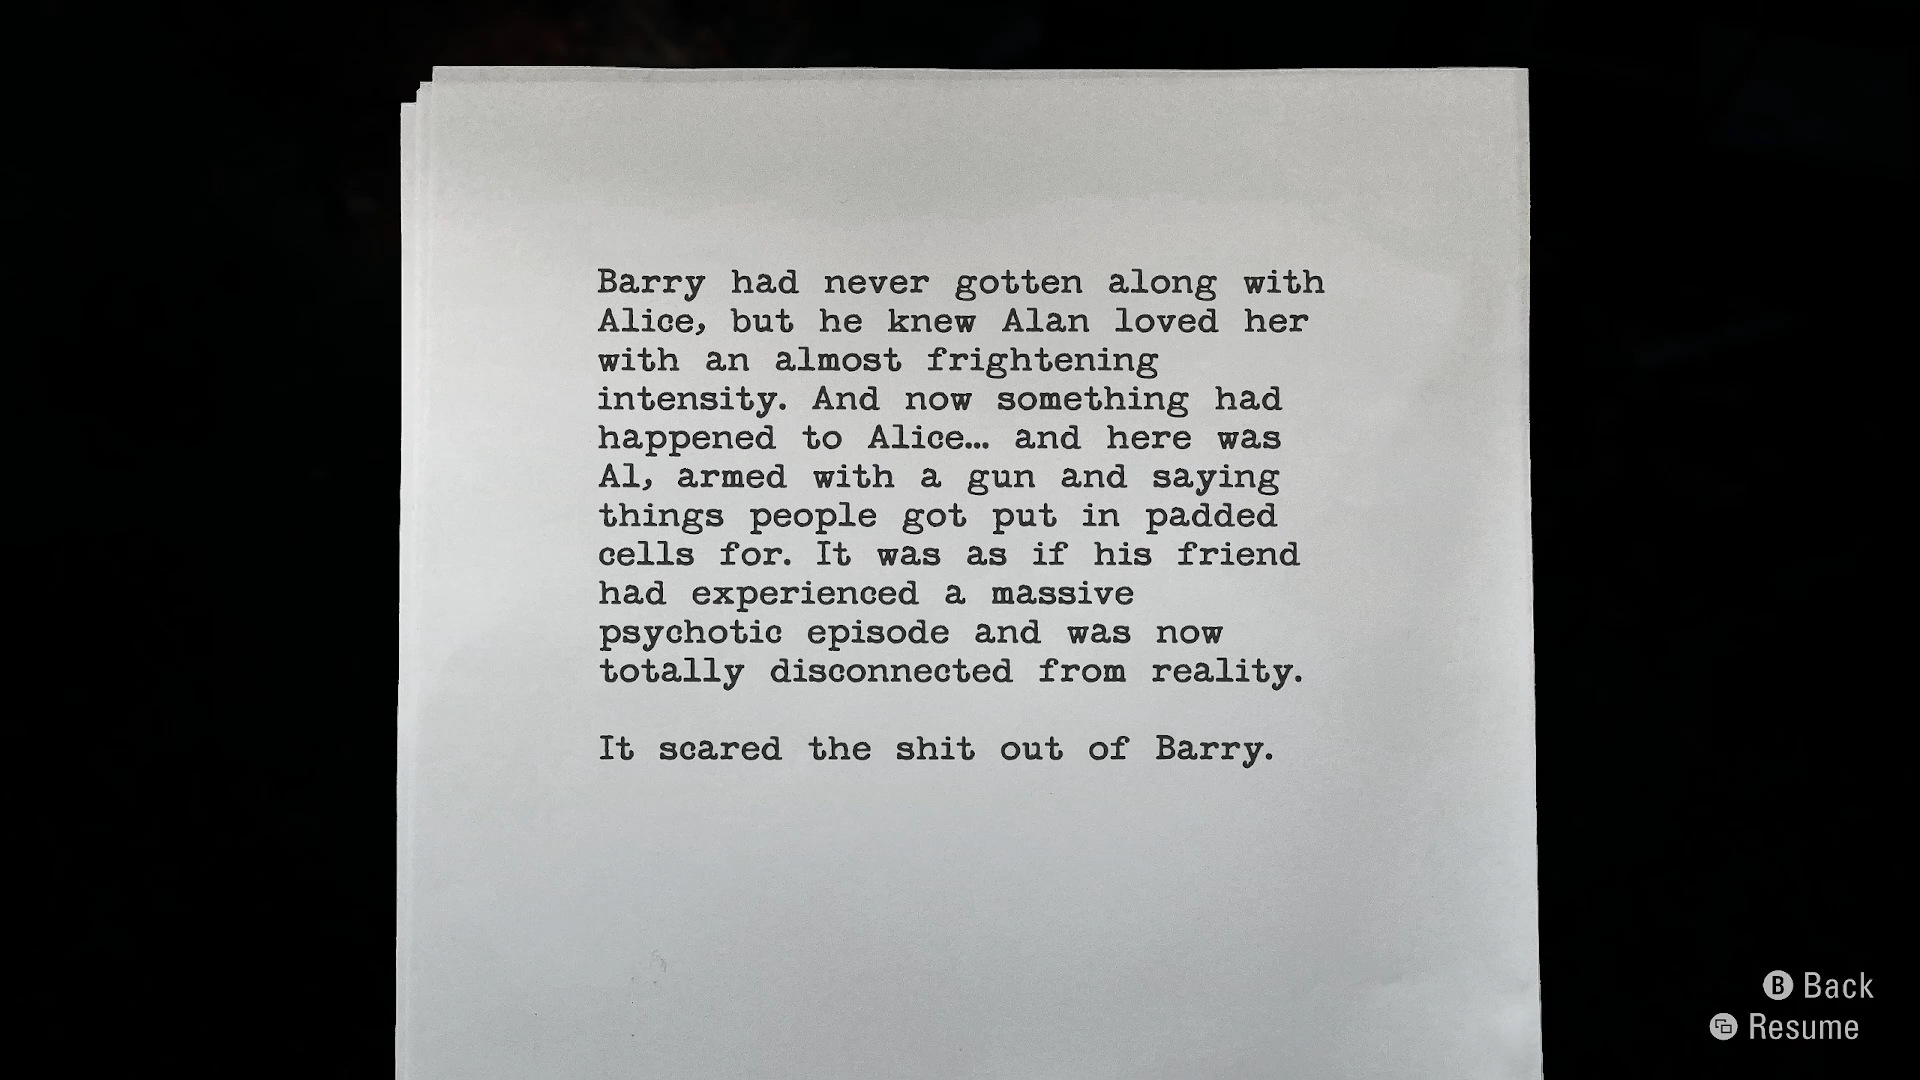 Barry had never gotten along with
Alice, but he knew Alan loved her
with an almost frightening
intensity. And now something had
happened to Alice… and here was
Al, armed with a gun and saying
things people got put in padded
cells for. It was as if his friend
had experienced a massive
psychotic episode and was now
totally disconnected from reality.

It scared the shit out of Barry.
B Back
Resume